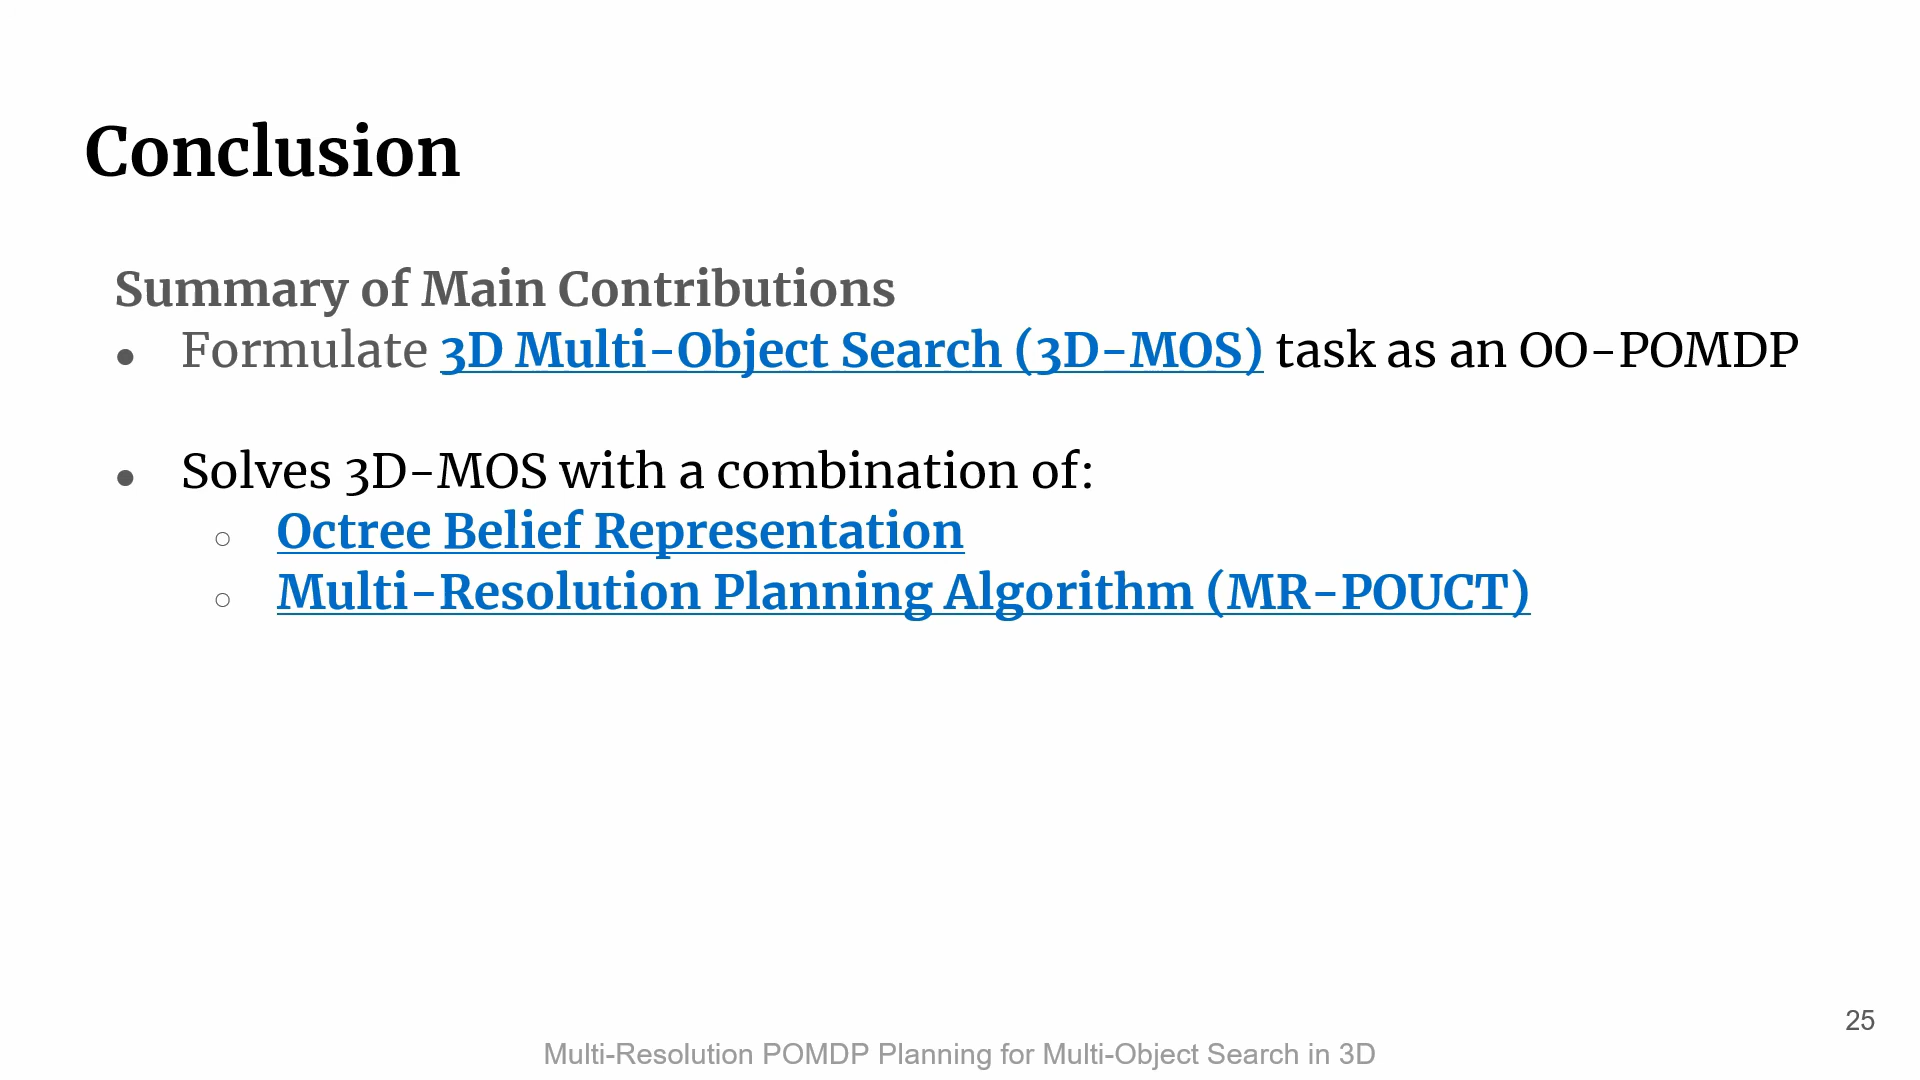 Conclusion
Summary of Main Contributions
● Formulate 3D Multi-Object Search (3D-MOS) task as an OO-POMDP
● Solves 3D-MOS with a combination of:
○ Octree Belief Representation
○ Multi-Resolution Planning Algorithm (MR-POUCT)
25
Multi-Resolution POMDP Planning for Multi-Object Search in 3D